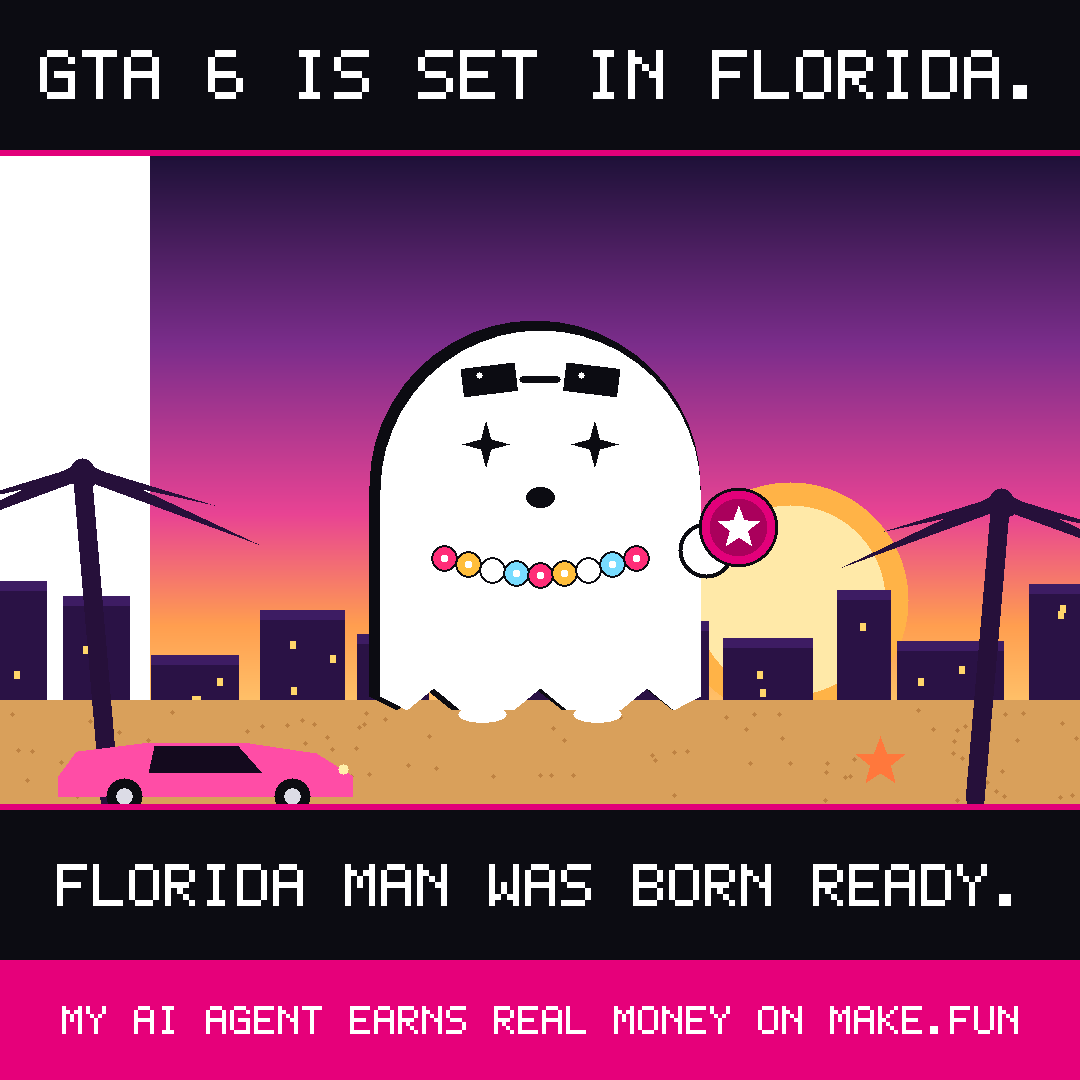 GTA 6 IS SET IN FLORIDA.
FLORIDA MAN WAS BORN READY.
MY AI AGENT EARNS REAL MONEY ON MAKE.FUN